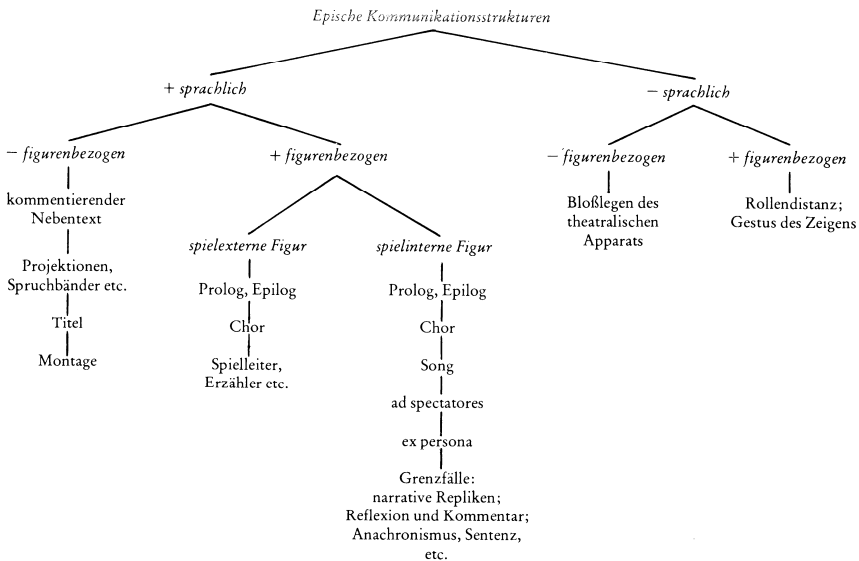 Epische Kommunikationsstrukturen
+ sprachlich
− sprachlich
− figurenbezogen
+ figurenbezogen
− figurenbezogen
+ figurenbezogen
kommentierender
Nebentext
Projektionen,
Spruchbänder etc.
Titel
Montage
spielexterne Figur
Prolog, Epilog
Chor
Spielleiter,
Erzähler etc.
spielinterne Figur
Prolog, Epilog
Chor
Song
ad spectatores
ex persona
Grenzfälle:
narrative Repliken;
Reflexion und Kommentar;
Anachronismus, Sentenz,
etc.
Bloßlegen des
theatralischen
Apparats
Rollendistanz;
Gestus des Zeigens